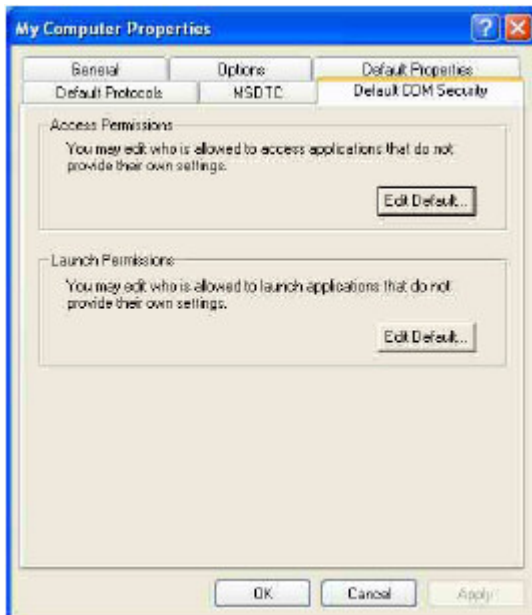 My Computer Properties
General Options Default Properties
Default Protocols MSDTC Default COM Security
Access Permissions
You may edit who is allowed to access applications that do not
provide their own settings.
Edit Default...
Launch Permissions
You may edit who is allowed to launch applications that do not
provide their own settings.
Edit Default...
OK Cancel Apply